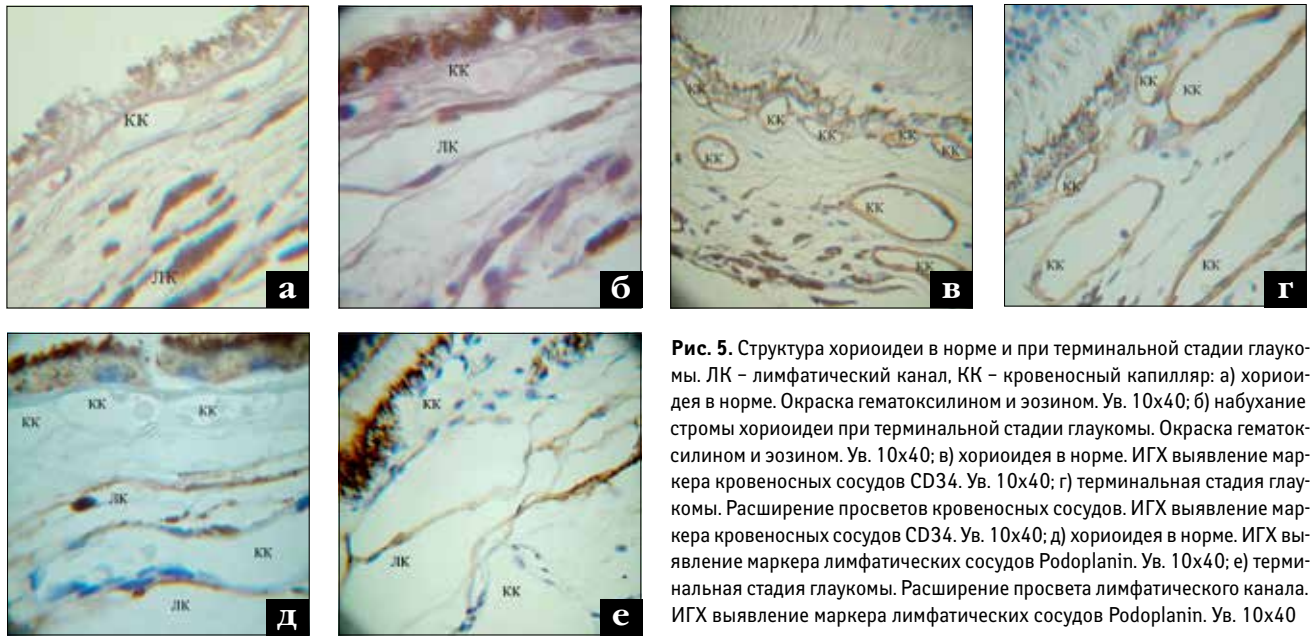 КК
ЛК
а
КК
ЛК
б
КК
КК
КК
КК
КК
КК
КК
КК
в
КК
КК
КК
КК
КК
г
КК
КК
КК
ЛК
КК
ЛК
д
КК
ЛК
КК
е
Рис. 5. Структура хориоидеи в норме и при терминальной стадии глауко-
мы. ЛК – лимфатический канал, КК – кровеносный капилляр: а) хориои-
дея в норме. Окраска гематоксилином и эозином. Ув. 10х40; б) набухание
стромы хориоидеи при терминальной стадии глаукомы. Окраска гематок-
силином и эозином. Ув. 10х40; в) хориоидея в норме. ИГХ выявление мар-
кера кровеносных сосудов CD34. Ув. 10х40; г) терминальная стадия глау-
комы. Расширение просветов кровеносных сосудов. ИГХ выявление мар-
кера кровеносных сосудов CD34. Ув. 10х40; д) хориоидея в норме. ИГХ вы-
явление маркера лимфатических сосудов Podoplanin. Ув. 10х40; е) терми-
нальная стадия глаукомы. Расширение просвета лимфатического канала.
ИГХ выявление маркера лимфатических сосудов Podoplanin. Ув. 10х40